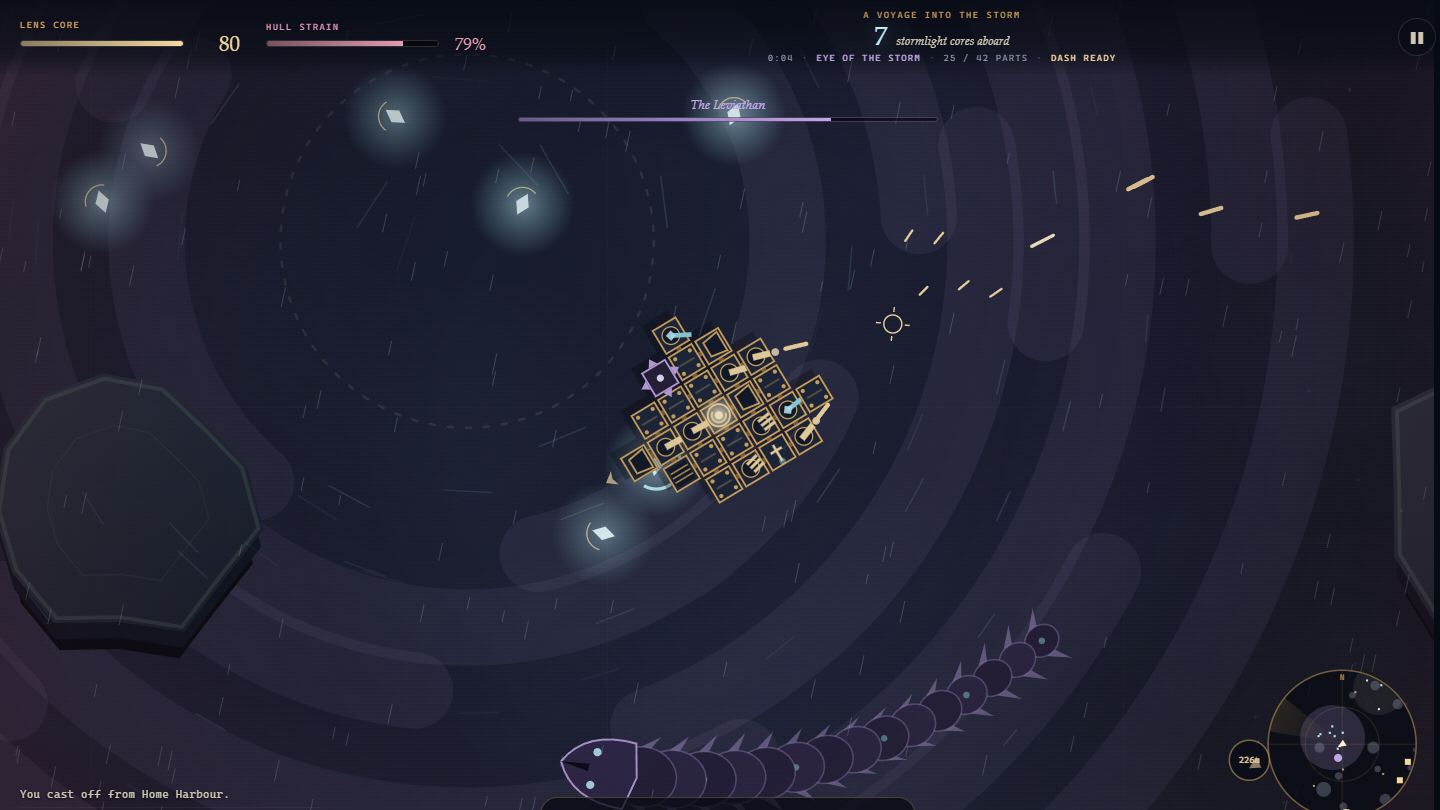 LENS CORE
80
HULL STRAIN
79%
A VOYAGE INTO THE STORM
7 stormlight cores aboard
0:04 · EYE OF THE STORM · 25 / 42 PARTS · DASH READY
The Leviathan
N
You cast off from Home Harbour.